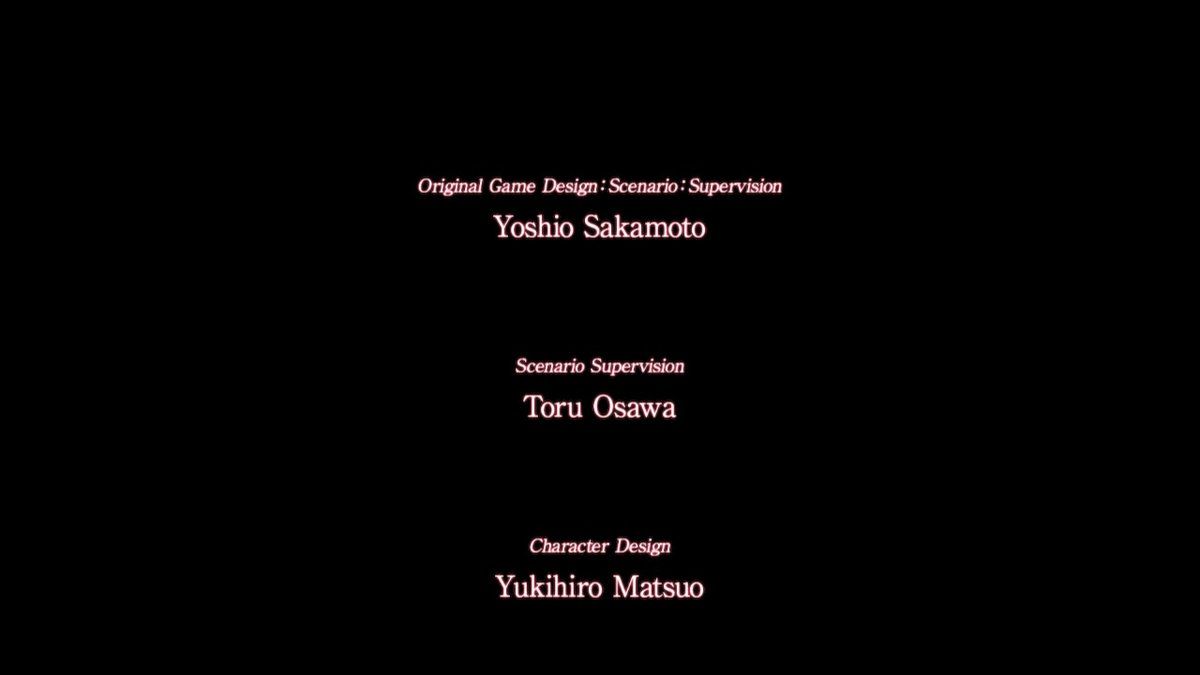 Original Game Design:Scenario:Supervision
Yoshio Sakamoto
Scenario Supervision
Toru Osawa
Character Design
Yukihiro Matsuo